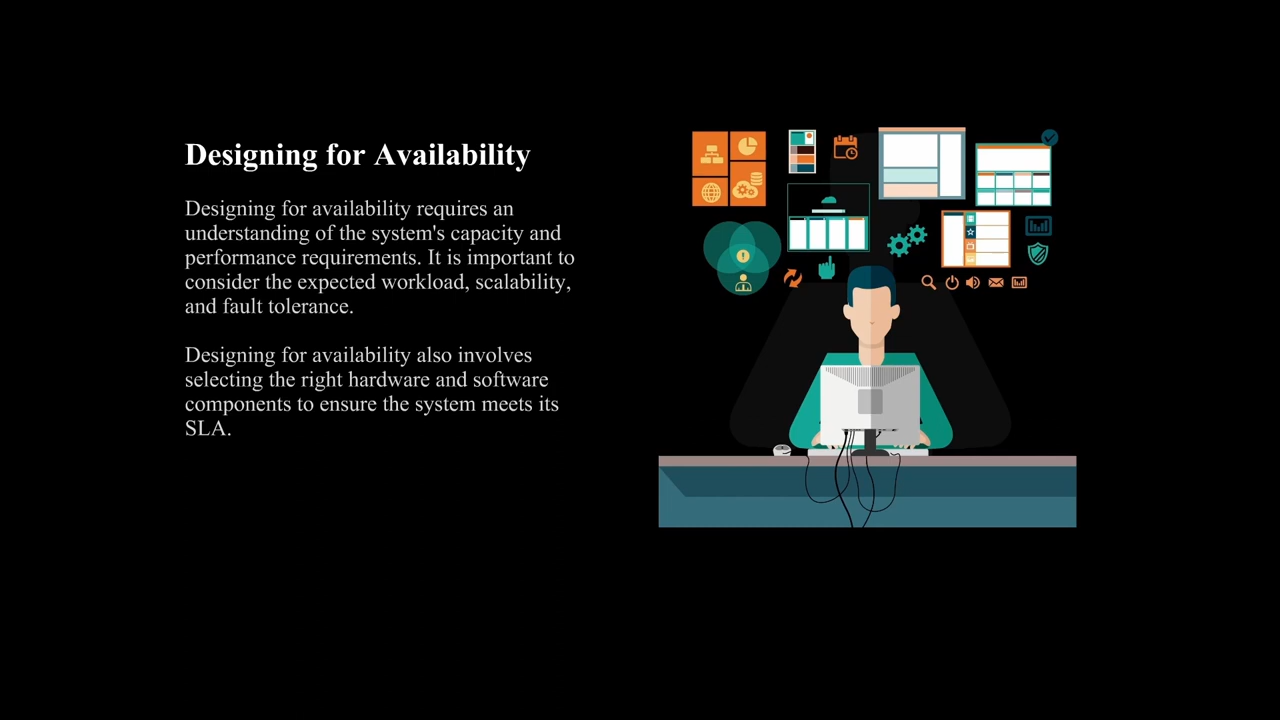 Designing for Availability
Designing for availability requires an
understanding of the system's capacity and
performance requirements. It is important to
consider the expected workload, scalability,
and fault tolerance.
Designing for availability also involves
selecting the right hardware and software
components to ensure the system meets its
SLA.